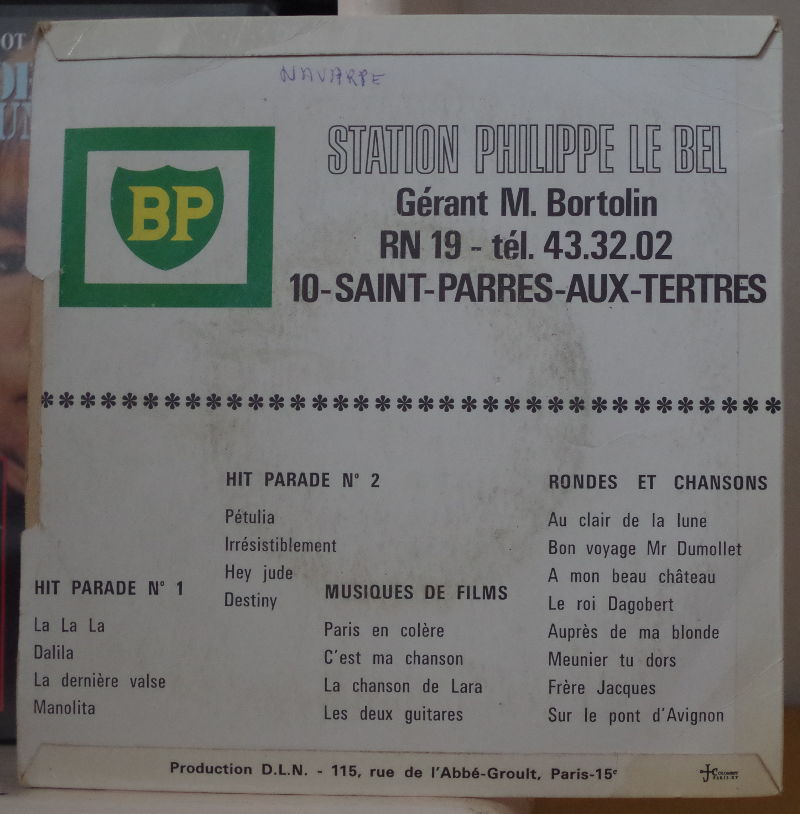 NAVARPE
BP
STATION PHILIPPE LE BEL
Gérant M. Bortolin
RN 19 - tél. 43.32.02
10-SAINT-PARRES-AUX-TERTRES
HIT PARADE N° 1
La La La
Dalila
La dernière valse
Manolita
HIT PARADE N° 2
Pétulia
Irrésistiblement
Hey jude
Destiny
MUSIQUES DE FILMS
Paris en colère
C'est ma chanson
La chanson de Lara
Les deux guitares
RONDES ET CHANSONS
Au clair de la lune
Bon voyage Mr Dumollet
A mon beau château
Le roi Dagobert
Auprès de ma blonde
Meunier tu dors
Frère Jacques
Sur le pont d'Avignon
Production D.L.N. - 115, rue de l'Abbé-Groult, Paris-15e